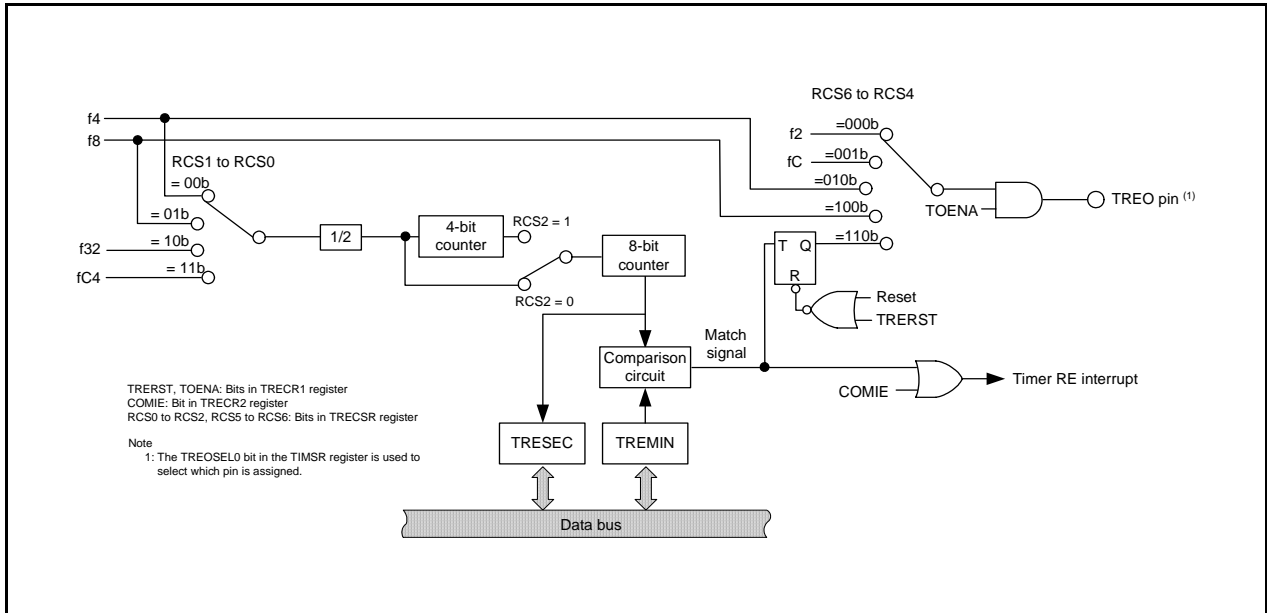 RCS6 to RCS4
f4
f8
f2
=000b
fC
=001b
=010b
=100b
=110b
TOENA
TREO pin (1)
RCS1 to RCS0
= 00b
= 01b
f32
= 10b
fC4
= 11b
1/2
4-bit
counter
RCS2 = 1
RCS2 = 0
8-bit
counter
T Q
R
Reset
TRERST
Match
signal
Comparison
circuit
COMIE
Timer RE interrupt
TRERST, TOENA: Bits in TRECR1 register
COMIE: Bit in TRECR2 register
RCS0 to RCS2, RCS5 to RCS6: Bits in TRECSR register
Note
1: The TREOSEL0 bit in the TIMSR register is used to
select which pin is assigned.
TRESEC
TREMIN
Data bus